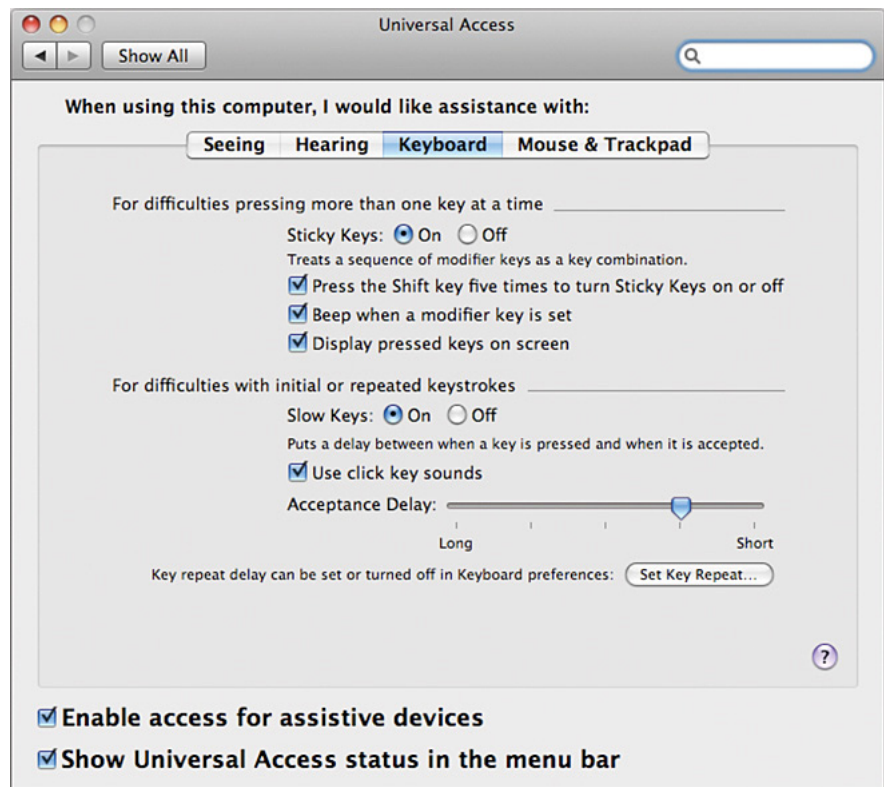 Universal Access
Show All
When using this computer, I would like assistance with:
Seeing Hearing Keyboard Mouse & Trackpad
For difficulties pressing more than one key at a time
Sticky Keys: On Off
Treats a sequence of modifier keys as a key combination.
Press the Shift key five times to turn Sticky Keys on or off
Beep when a modifier key is set
Display pressed keys on screen
For difficulties with initial or repeated keystrokes
Slow Keys: On Off
Puts a delay between when a key is pressed and when it is accepted.
Use click key sounds
Acceptance Delay:
Long Short
Key repeat delay can be set or turned off in Keyboard preferences: Set Key Repeat...
?
Enable access for assistive devices
Show Universal Access status in the menu bar